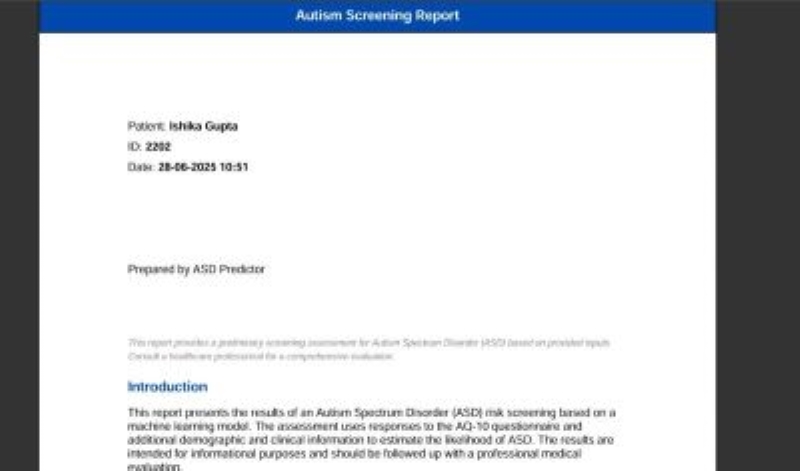 Autism Screening Report
Patient: Ishika Gupta
ID: 2202
Date: 28-06-2025 10:51
Prepared by ASD Predictor
This report provides a preliminary screening assessment for Autism Spectrum Disorder (ASD) based on provided inputs.
Consult a healthcare professional for a comprehensive evaluation.
Introduction
This report presents the results of an Autism Spectrum Disorder (ASD) risk screening based on a
machine learning model. The assessment uses responses to the AQ-10 questionnaire and
additional demographic and clinical information to estimate the likelihood of ASD. The results are
intended for informational purposes and should be followed up with a professional medical
evaluation.